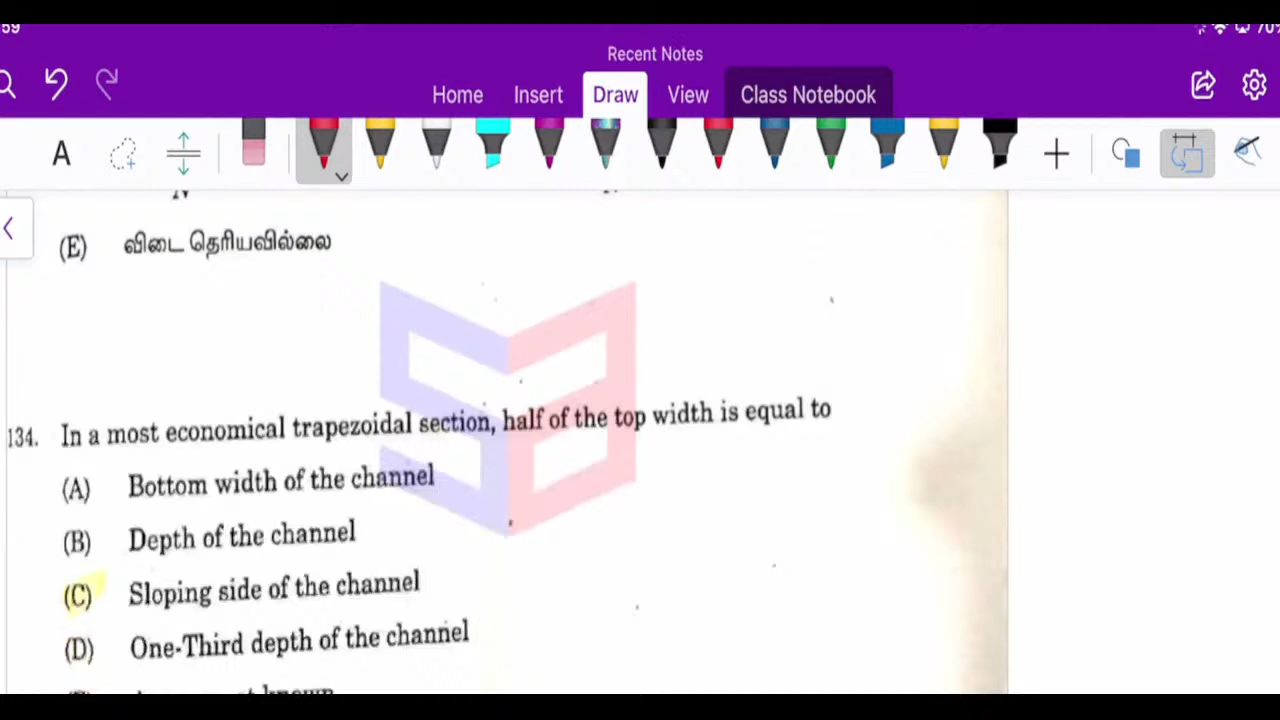 59
70%
Recent Notes
Home Insert Draw View Class Notebook
A
(E) விடை தெரியவில்லை
134. In a most economical trapezoidal section, half of the top width is equal to
(A) Bottom width of the channel
(B) Depth of the channel
(C) Sloping side of the channel
(D) One-Third depth of the channel